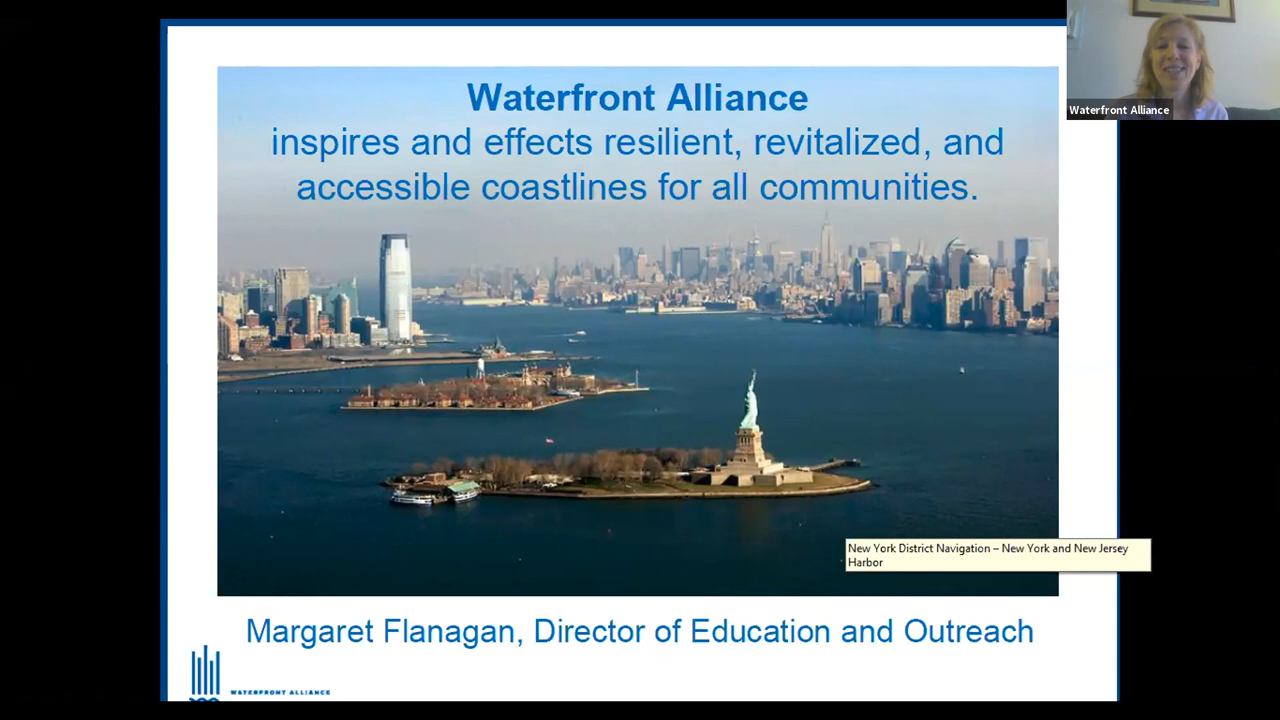 Waterfront Alliance
inspires and effects resilient, revitalized, and
accessible coastlines for all communities.
Waterfront Alliance
New York District Navigation – New York and New Jersey
Harbor
Margaret Flanagan, Director of Education and Outreach
WATERFRONT ALLIANCE